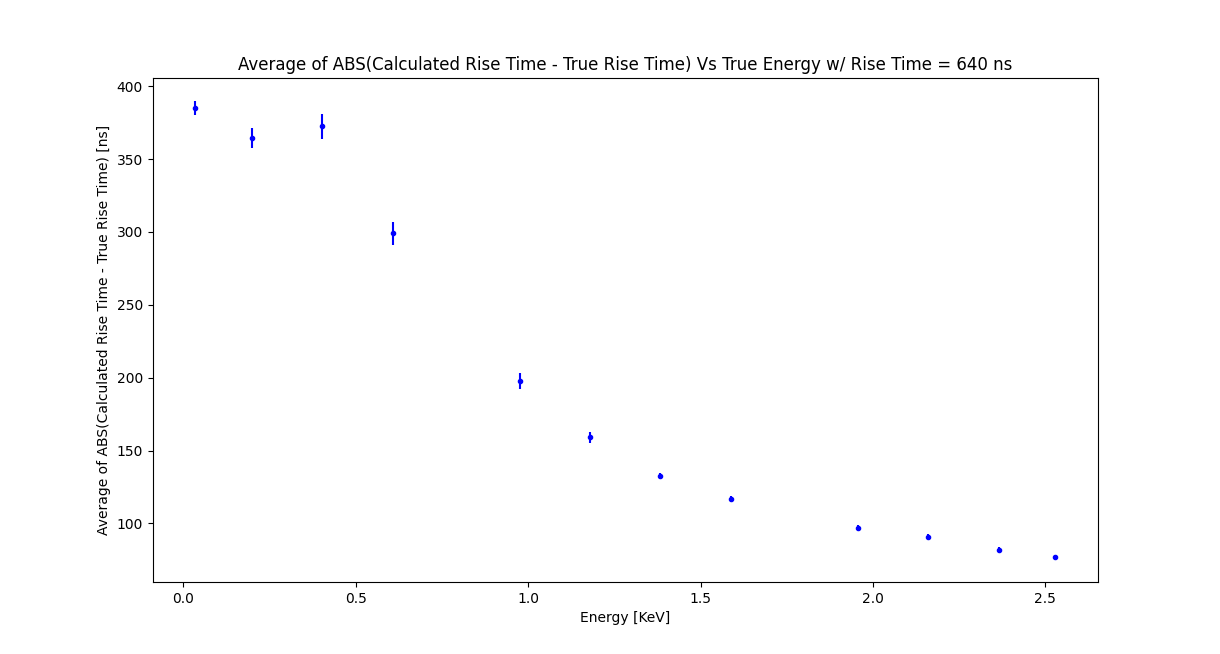 Average of ABS(Calculated Rise Time - True Rise Time) Vs True Energy w/ Rise Time = 640 ns
Average of ABS(Calculated Rise Time - True Rise Time) [ns]
400
350
300
250
200
150
100
0.0 0.5 1.0 1.5 2.0 2.5
Energy [KeV]